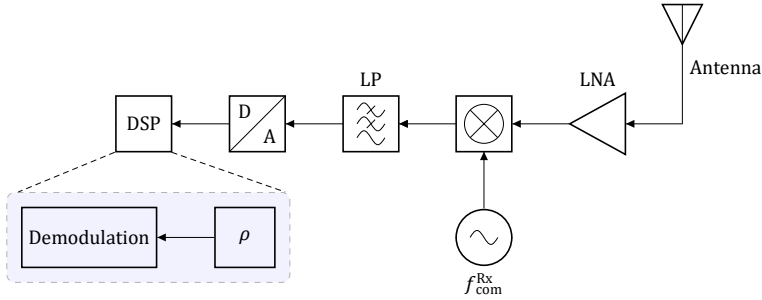 Antenna
LP
LNA
DSP
D
A
Demodulation
ρ
f_com^Rx